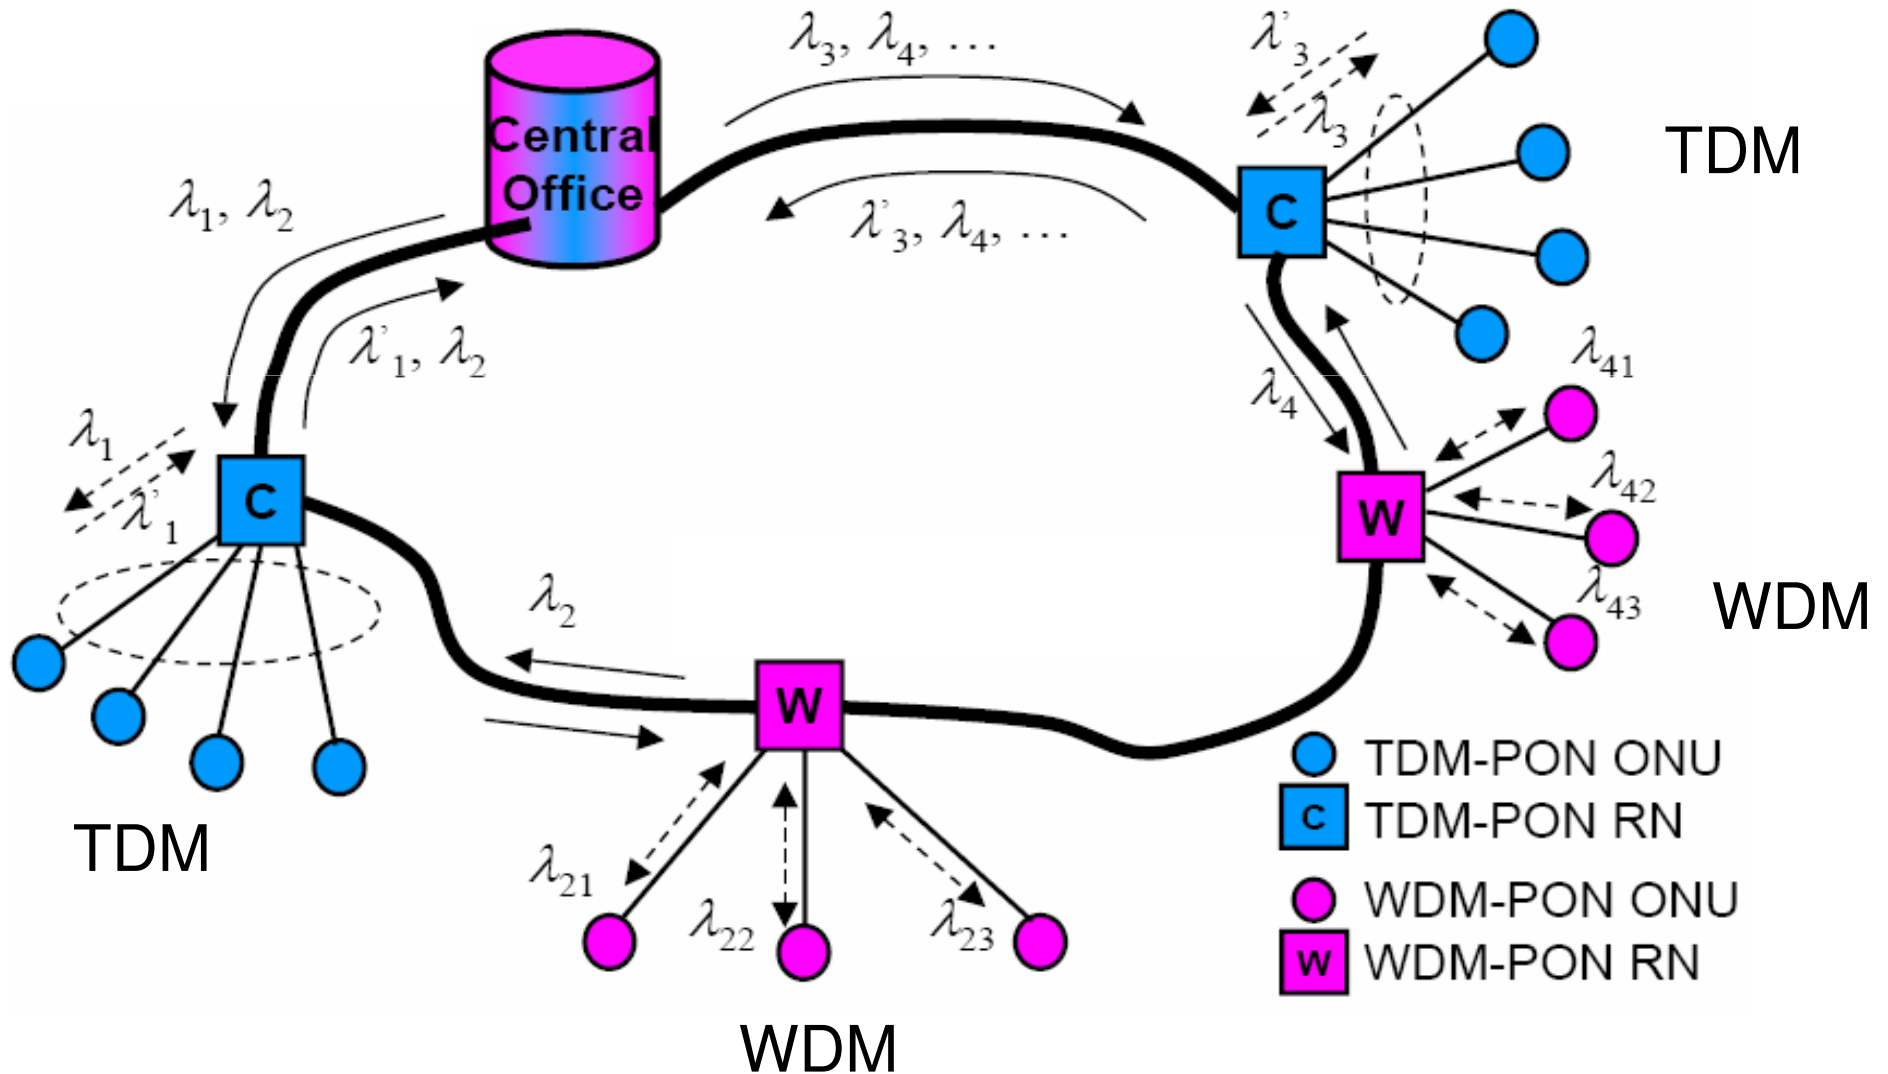 λ3, λ4, …
λ'3
Central
Office
λ3
TDM
λ1, λ2
C
λ'3, λ4, …
λ'1, λ2
λ41
λ4
λ1
λ42
C
W
λ'1
λ43
WDM
λ2
W
TDM-PON ONU
C
TDM-PON RN
TDM
λ21
λ22
λ23
WDM-PON ONU
W
WDM-PON RN
WDM